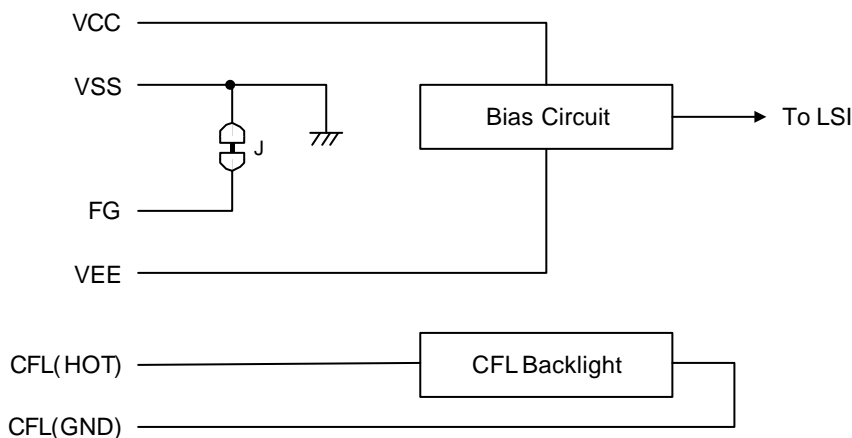 VCC
VSS
Bias Circuit
To LSI
J
FG
VEE
CFL(HOT)
CFL Backlight
CFL(GND)